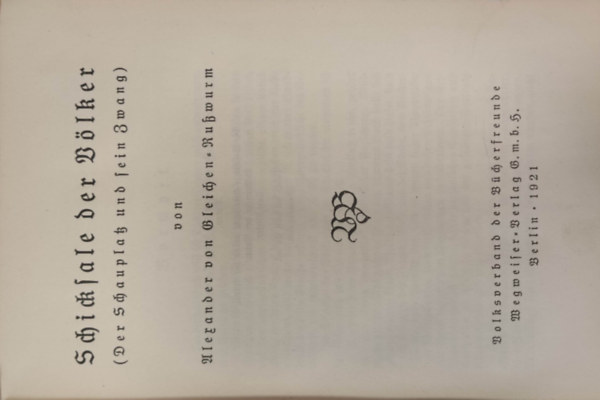 Schicksale der Völker
(Der Schauplatz und sein Zwang)
von
Alexander von Gleichen-Rußwurm
Volksverband der Bücherfreunde
Wegweiser-Verlag G.m.b.H.
Berlin · 1921